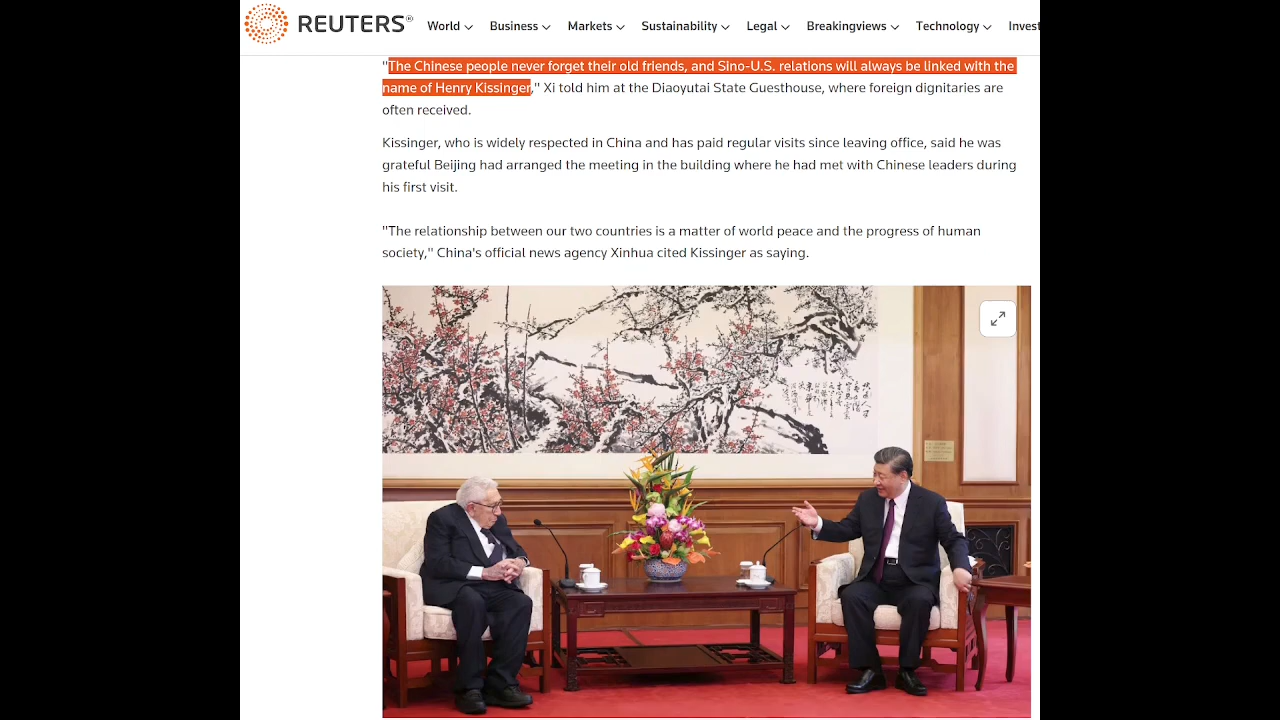 REUTERS®
World Business Markets Sustainability Legal Breakingviews Technology Invest
"The Chinese people never forget their old friends, and Sino-U.S. relations will always be linked with the
name of Henry Kissinger," Xi told him at the Diaoyutai State Guesthouse, where foreign dignitaries are
often received.
Kissinger, who is widely respected in China and has paid regular visits since leaving office, said he was
grateful Beijing had arranged the meeting in the building where he had met with Chinese leaders during
his first visit.
"The relationship between our two countries is a matter of world peace and the progress of human
society," China's official news agency Xinhua cited Kissinger as saying.